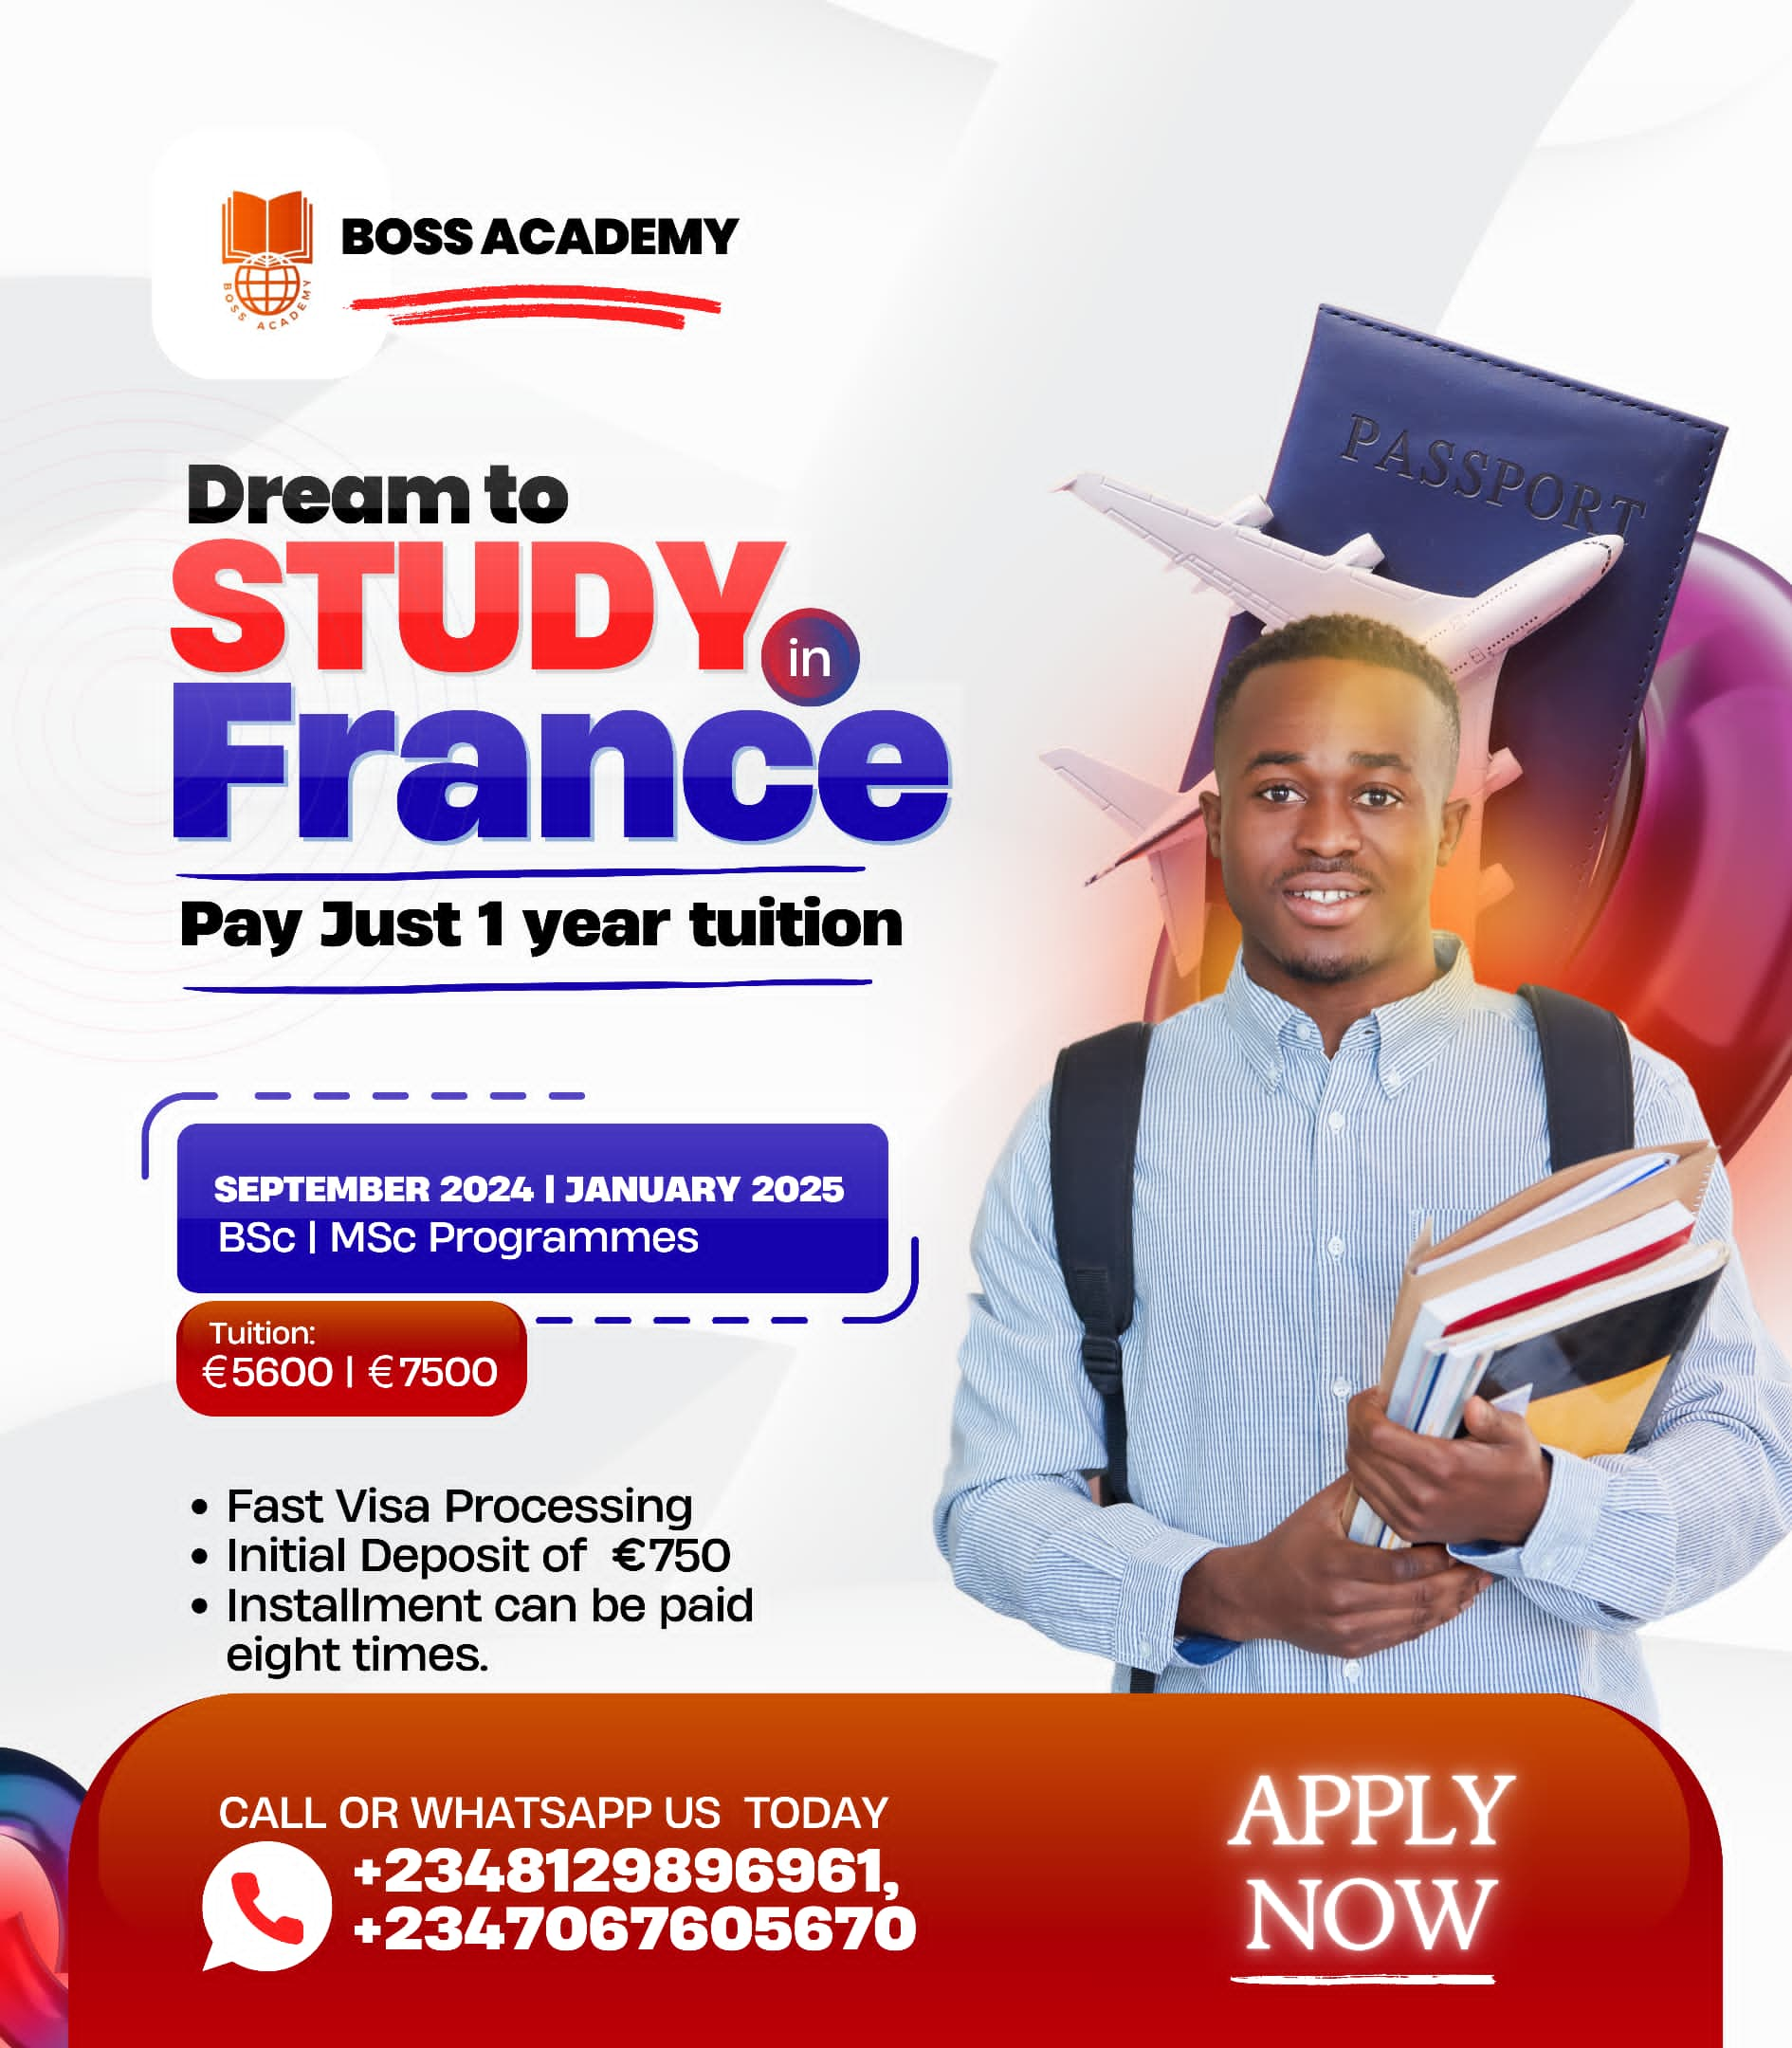 BOSS ACADEMY
BOSS ACADEMY
PASSPORT
Dream to
STUDY
in
France
Pay Just 1 year tuition
SEPTEMBER 2024 | JANUARY 2025
BSc | MSc Programmes
Tuition:
€5600 | €7500
• Fast Visa Processing
• Initial Deposit of €750
• Installment can be paid
eight times.
CALL OR WHATSAPP US TODAY
+2348129896961,
+2347067605670
APPLY
NOW